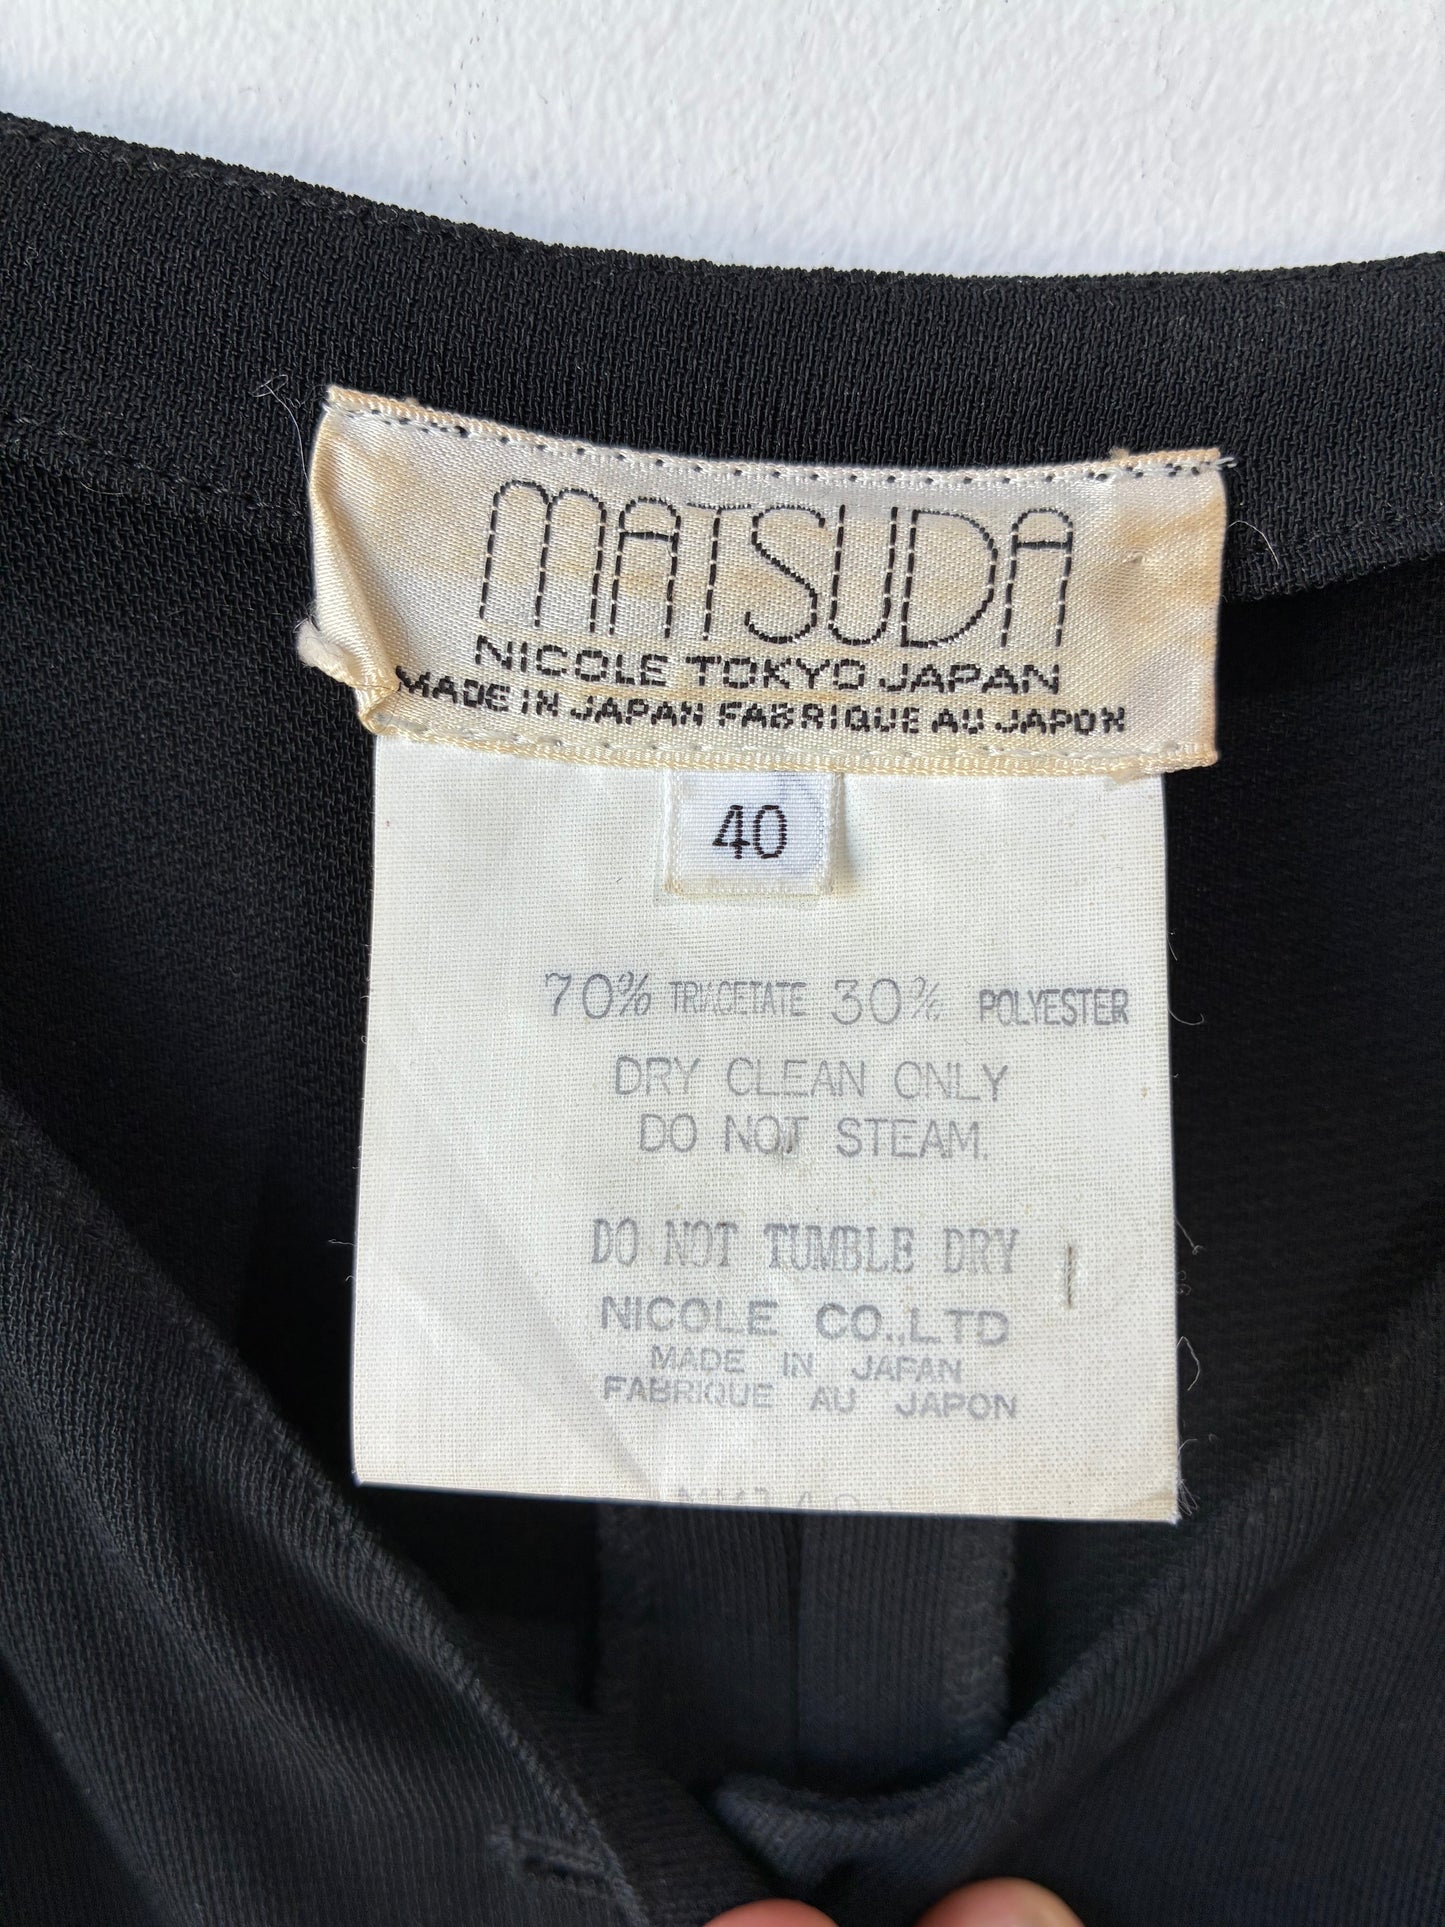 MATSUDA
NICOLE TOKYO JAPAN
MADE IN JAPAN FABRIQUE AU JAPON
40
70% TRIACETATE 30% POLYESTER
DRY CLEAN ONLY
DO NOT STEAM.
DO NOT TUMBLE DRY
NICOLE CO.,LTD
MADE IN JAPAN
FABRIQUE AU JAPON